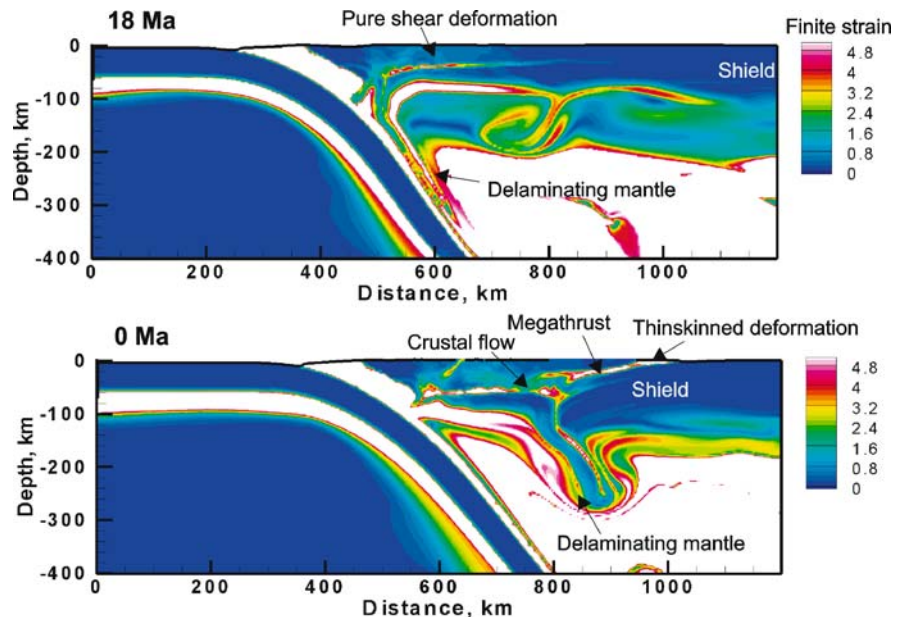 18 Ma
Pure shear deformation
Finite strain
0
-100
-200
-300
-400
Depth, km
Shield
Delaminating mantle
4.8
4
3.2
2.4
1.6
0.8
0
0 200 400 600 800 1000
Distance, km
0 Ma
Megathrust
Crustal flow
Thinskinned deformation
0
-100
-200
-300
-400
Depth, km
Shield
Delaminating mantle
4.8
4
3.2
2.4
1.6
0.8
0
0 200 400 600 800 1000
Distance, km